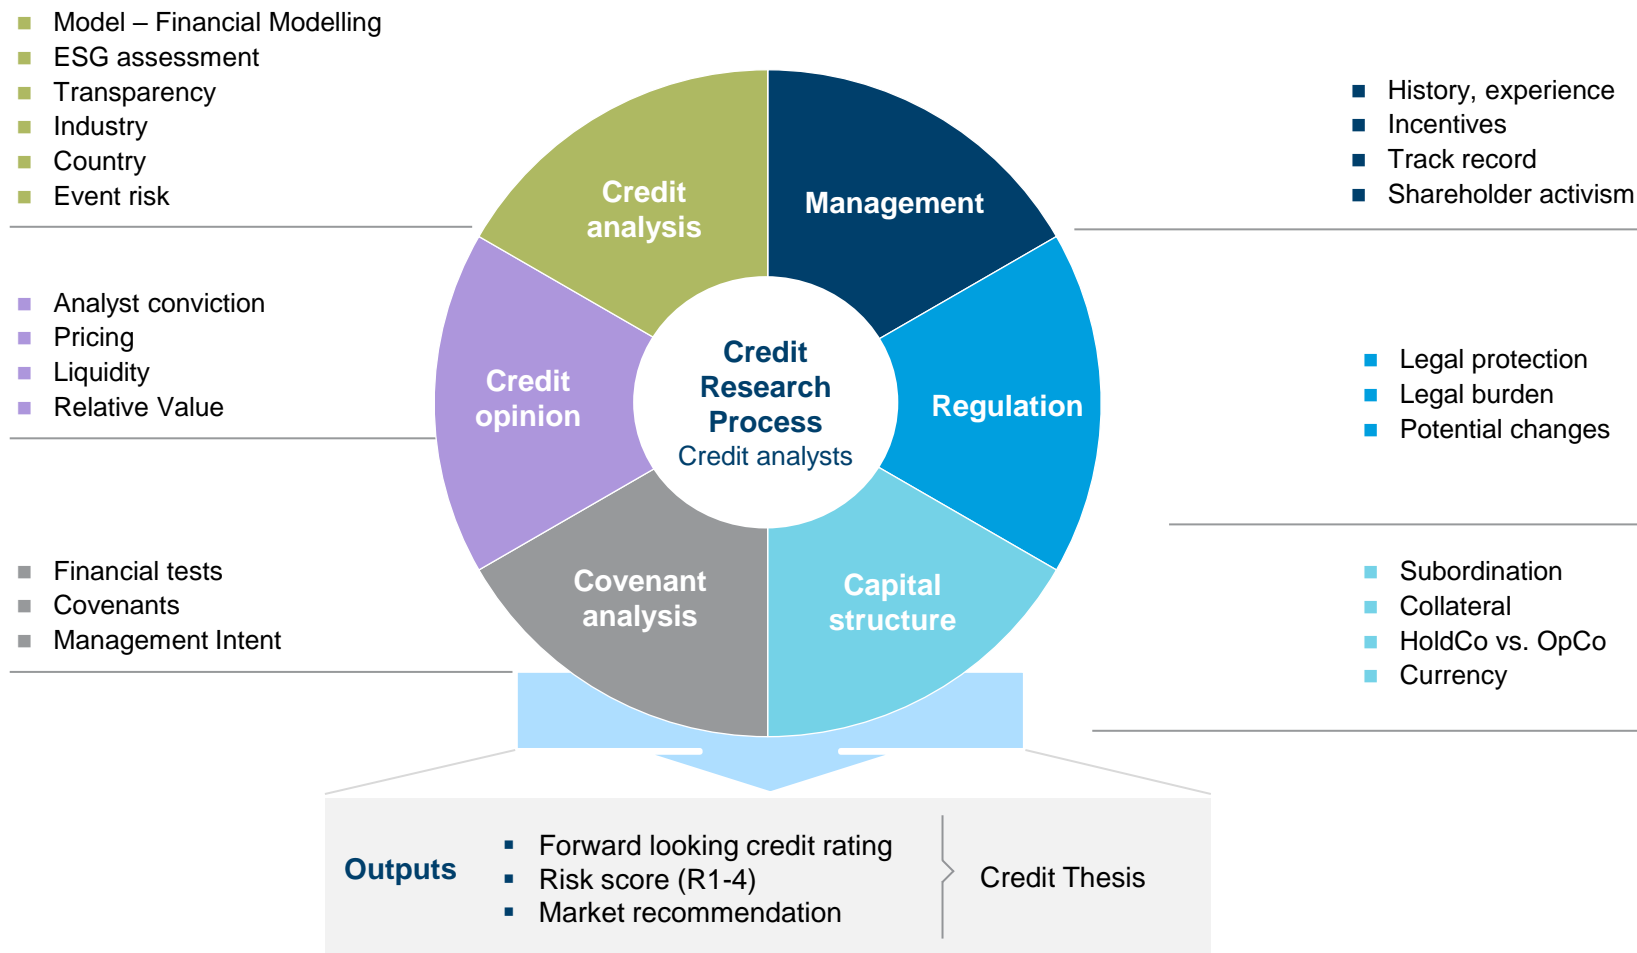 Model – Financial Modelling
ESG assessment
Transparency
Industry
Country
Event risk
Analyst conviction
Pricing
Liquidity
Relative Value
Financial tests
Covenants
Management Intent
Credit
analysis
Management
Credit
opinion
Credit
Research
Process
Credit analysts
Regulation
Covenant
analysis
Capital
structure
History, experience
Incentives
Track record
Shareholder activism
Legal protection
Legal burden
Potential changes
Subordination
Collateral
HoldCo vs. OpCo
Currency
Outputs
Forward looking credit rating
Risk score (R1-4)
Market recommendation
Credit Thesis